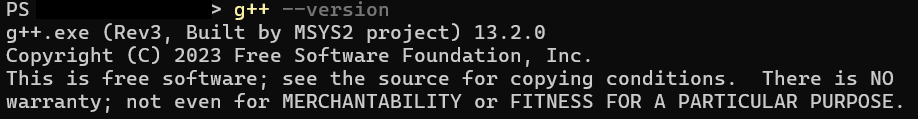 PS > g++ --version
g++.exe (Rev3, Built by MSYS2 project) 13.2.0
Copyright (C) 2023 Free Software Foundation, Inc.
This is free software; see the source for copying conditions.  There is NO
warranty; not even for MERCHANTABILITY or FITNESS FOR A PARTICULAR PURPOSE.